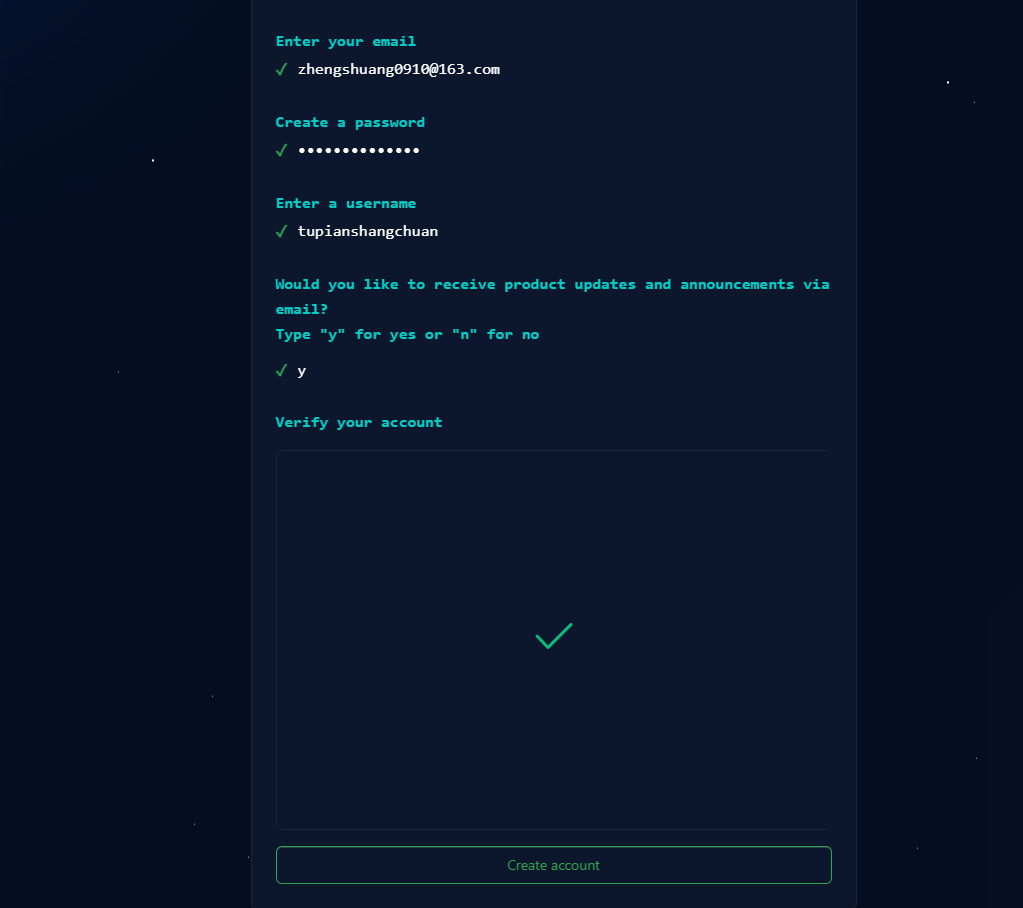 Enter your email
✓ zhengshuang0910@163.com
Create a password
✓ ••••••••••••••
Enter a username
✓ tupianshangchuan
Would you like to receive product updates and announcements via
email?
Type "y" for yes or "n" for no
✓ y
Verify your account
Create account